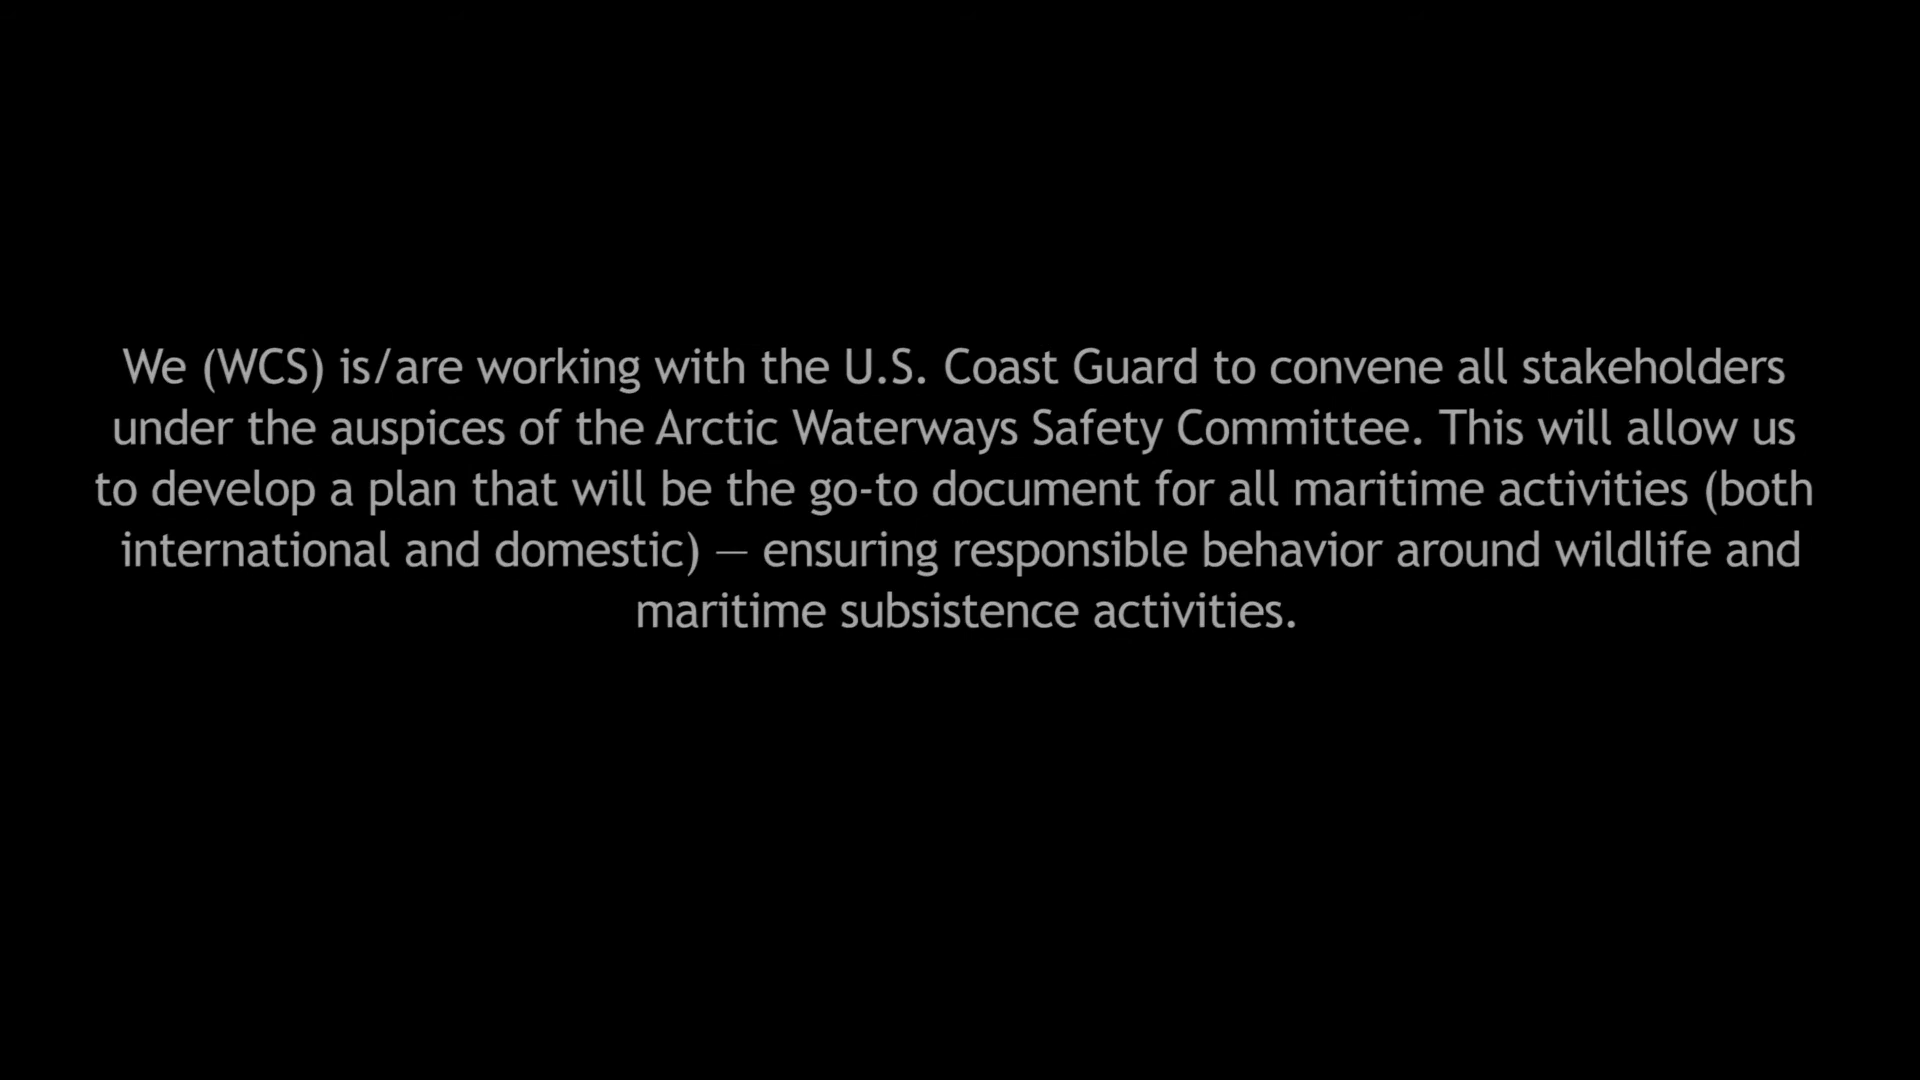 We (WCS) is/are working with the U.S. Coast Guard to convene all stakeholders
under the auspices of the Arctic Waterways Safety Committee. This will allow us
to develop a plan that will be the go-to document for all maritime activities (both
international and domestic) — ensuring responsible behavior around wildlife and
maritime subsistence activities.